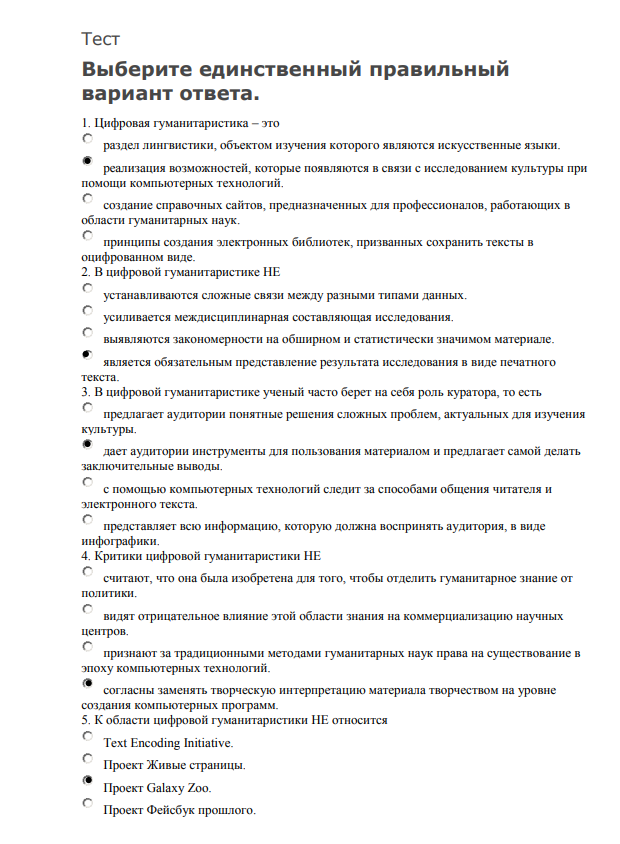 Тест
Выберите единственный правильный
вариант ответа.
1. Цифровая гуманитаристика – это
раздел лингвистики, объектом изучения которого являются искусственные языки.
реализация возможностей, которые появляются в связи с исследованием культуры при
помощи компьютерных технологий.
создание справочных сайтов, предназначенных для профессионалов, работающих в
области гуманитарных наук.
принципы создания электронных библиотек, призванных сохранить тексты в
оцифрованном виде.
2. В цифровой гуманитаристике НЕ
устанавливаются сложные связи между разными типами данных.
усиливается междисциплинарная составляющая исследования.
выявляются закономерности на обширном и статистически значимом материале.
является обязательным представление результата исследования в виде печатного
текста.
3. В цифровой гуманитаристике ученый часто берет на себя роль куратора, то есть
предлагает аудитории понятные решения сложных проблем, актуальных для изучения
культуры.
дает аудитории инструменты для пользования материалом и предлагает самой делать
заключительные выводы.
с помощью компьютерных технологий следит за способами общения читателя и
электронного текста.
представляет всю информацию, которую должна воспринять аудитория, в виде
инфографики.
4. Критики цифровой гуманитаристики НЕ
считают, что она была изобретена для того, чтобы отделить гуманитарное знание от
политики.
видят отрицательное влияние этой области знания на коммерциализацию научных
центров.
признают за традиционными методами гуманитарных наук права на существование в
эпоху компьютерных технологий.
согласны заменять творческую интерпретацию материала творчеством на уровне
создания компьютерных программ.
5. К области цифровой гуманитаристики НЕ относится
Text Encoding Initiative.
Проект Живые страницы.
Проект Galaxy Zoo.
Проект Фейсбук прошлого.